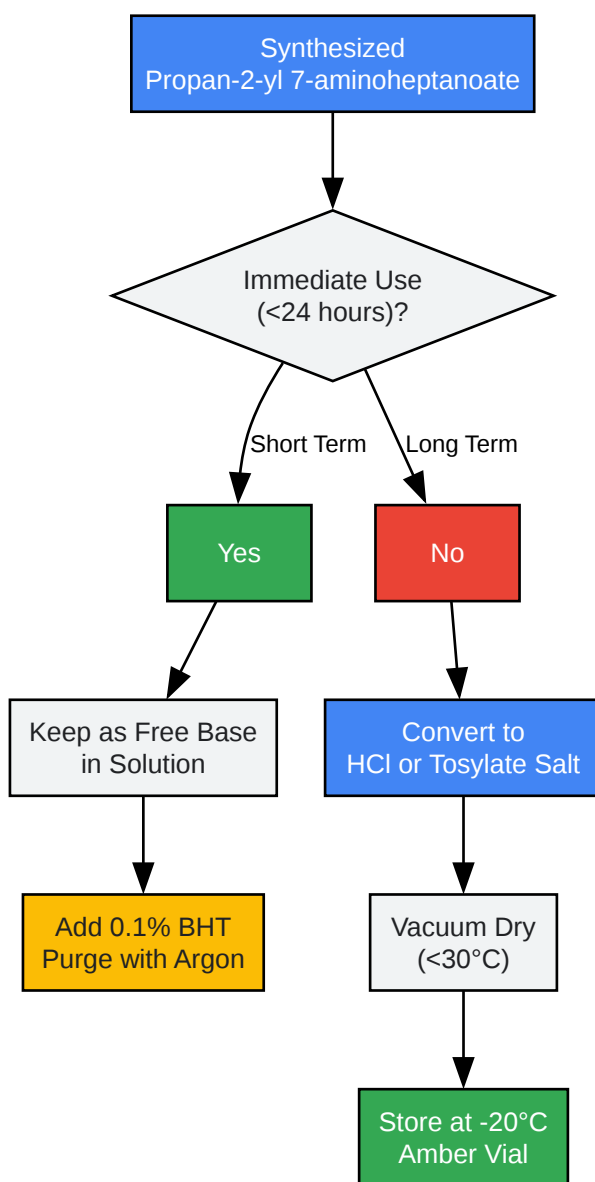 Synthesized
Propan-2-yl 7-aminoheptanoate
Immediate Use
(<24 hours)?
Short Term
Long Term
Yes
No
Keep as Free Base
in Solution
Convert to
HCl or Tosylate Salt
Add 0.1% BHT
Purge with Argon
Vacuum Dry
(<30°C)
Store at -20°C
Amber Vial